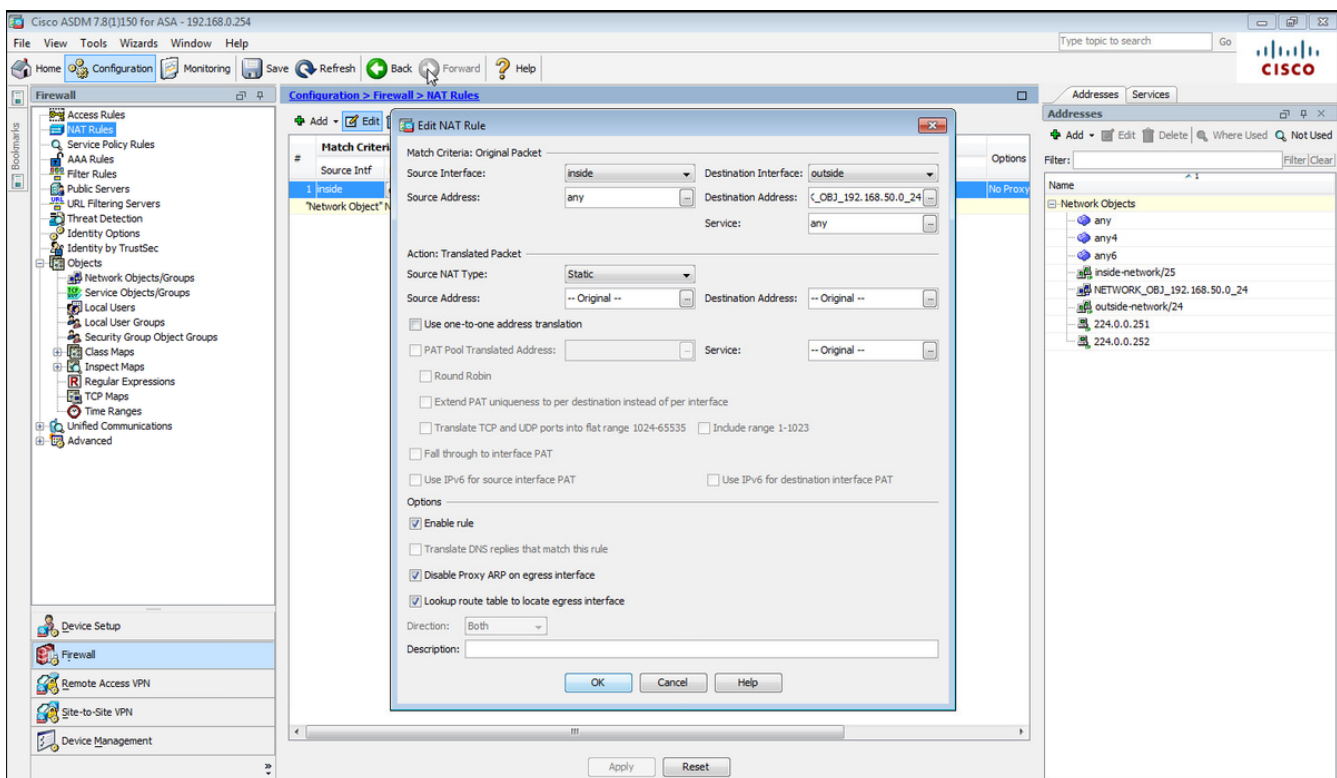 Cisco ASDM 7.8(1)150 for ASA - 192.168.0.254
File View Tools Wizards Window Help
Type topic to search Go
Home Configuration Monitoring Save Refresh Back Forward Help
CISCO
Bookmarks
Firewall
Access Rules
NAT Rules
Service Policy Rules
AAA Rules
Filter Rules
Public Servers
URL Filtering Servers
Threat Detection
Identity Options
Identity by TrustSec
Objects
Network Objects/Groups
Service Objects/Groups
Local Users
Local User Groups
Security Group Object Groups
Class Maps
Inspect Maps
Regular Expressions
TCP Maps
Time Ranges
Unified Communications
Advanced
Device Setup
Firewall
Remote Access VPN
Site-to-Site VPN
Device Management
Configuration > Firewall > NAT Rules
Add Edit
# Match Criteri Options
Source Intf
1 inside No Proxy
"Network Object" N
Edit NAT Rule
Match Criteria: Original Packet
Source Interface: inside Destination Interface: outside
Source Address: any Destination Address: _OBJ_192.168.50.0_24
Service: any
Action: Translated Packet
Source NAT Type: Static
Source Address: -- Original -- Destination Address: -- Original --
Use one-to-one address translation
PAT Pool Translated Address: Service: -- Original --
Round Robin
Extend PAT uniqueness to per destination instead of per interface
Translate TCP and UDP ports into flat range 1024-65535 Include range 1-1023
Fall through to interface PAT
Use IPv6 for source interface PAT Use IPv6 for destination interface PAT
Options
Enable rule
Translate DNS replies that match this rule
Disable Proxy ARP on egress interface
Lookup route table to locate egress interface
Direction: Both
Description:
OK Cancel Help
Apply Reset
Addresses Services
Addresses
Add Edit Delete Where Used Not Used
Filter: Filter Clear
Name
1
Network Objects
any
any4
any6
inside-network/25
NETWORK_OBJ_192.168.50.0_24
outside-network/24
224.0.0.251
224.0.0.252